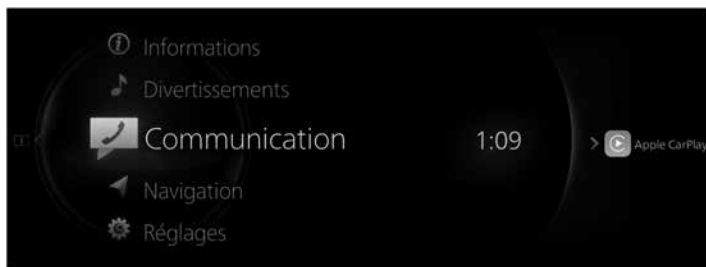 Informations
Divertissements
Communication
1:09
Apple CarPlay
Navigation
Réglages